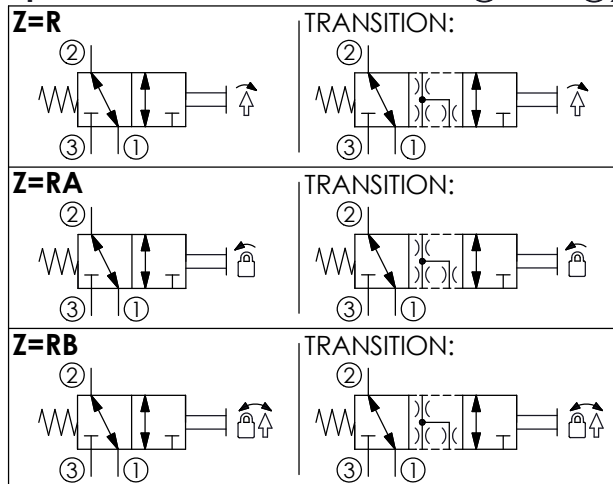 Z=R
TRANSITION:
②
②
③ ①
③ ①
Z=RA
TRANSITION:
②
②
③ ①
③ ①
Z=RB
TRANSITION:
②
②
③ ①
③ ①